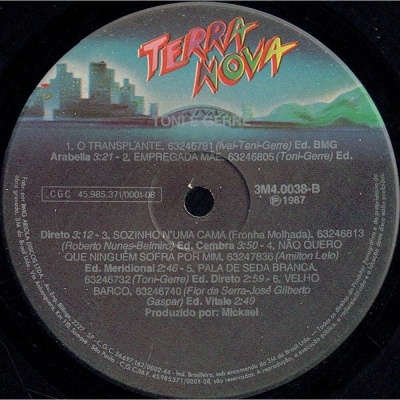 TERRA
NOVA
TONI E GERRE
1. O TRANSPLANTE. 63246791 (Ivai-Toni-Gerre) Ed. BMG
Arabella 3:21 - 2. EMPREGADA MÃE. 63246805 (Toni-Gerre) Ed.
CGC 45.985.371/0001-08
3M4.0038-B
℗1987
Direto 3:12 - 3. SOZINHO N'UMA CAMA (Fronha Molhada). 63246813
(Roberto Nunes-Belmiro) Ed. Cembra 3:50 - 4. NÃO QUERO
QUE NINGUÉM SOFRA POR MIM. 63247836 (Amilton Lelo)
Ed. Meridional 2:46 - 5. PALA DE SEDA BRANCA.
63246732 (Toni-Gerre) Ed. Direto 2:59 - 6. VELHO
BARCO. 63246740 (Flor da Serra-José Gilberto
Gaspar) Ed. Vitale 2:49
Produzido por: Mickael